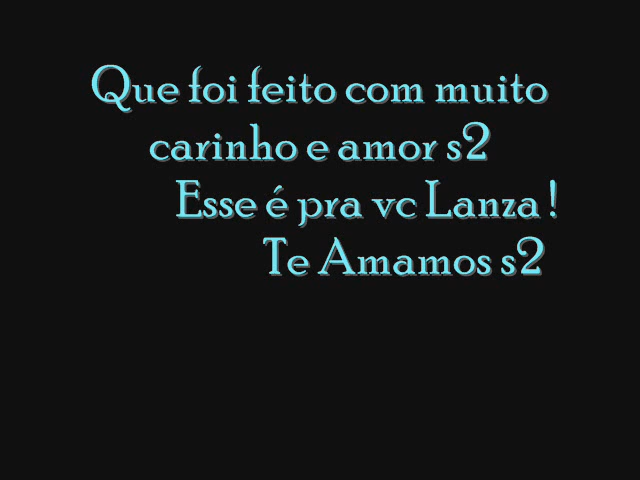 Que foi feito com muito
carinho e amor s2
Esse é pra vc Lanza !
Te Amamos s2